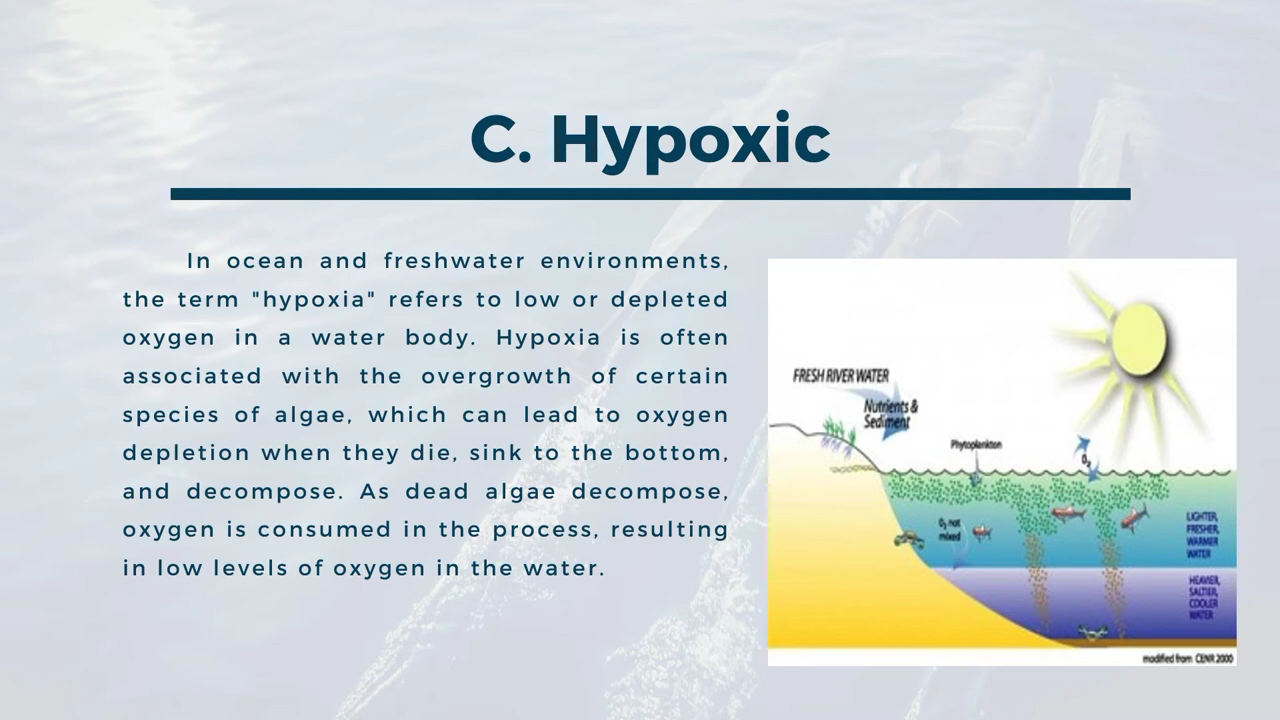 C. Hypoxic
In ocean and freshwater environments,
the term "hypoxia" refers to low or depleted
oxygen in a water body. Hypoxia is often
associated with the overgrowth of certain
species of algae, which can lead to oxygen
depletion when they die, sink to the bottom,
and decompose. As dead algae decompose,
oxygen is consumed in the process, resulting
in low levels of oxygen in the water.
FRESH RIVER WATER
Nutrients &
Sediment
Phytoplankton
O₂
O₂ not
mixed
LIGHTER,
FRESHER,
WARMER
WATER
HEAVIER,
SALTIER,
COOLER
WATER
modified from CENR 2000